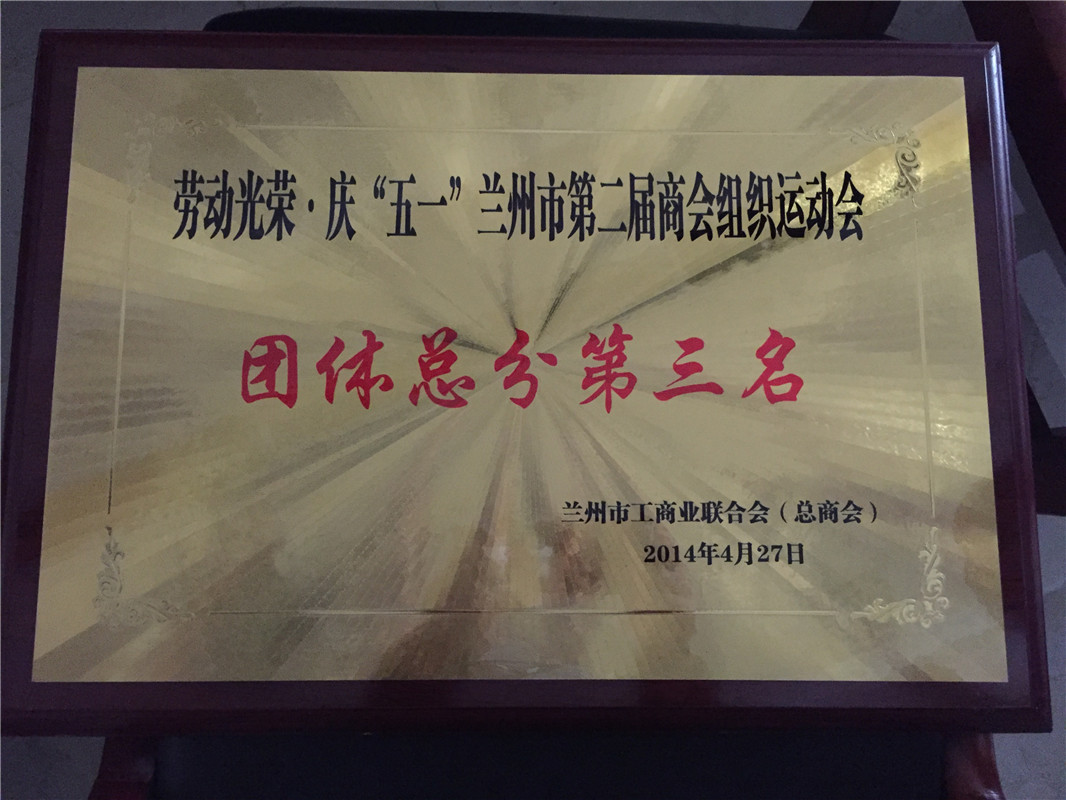 劳动光荣·庆“五一”兰州市第二届商会组织运动会
团体总分第三名
兰州市工商业联合会（总商会）
2014年4月27日